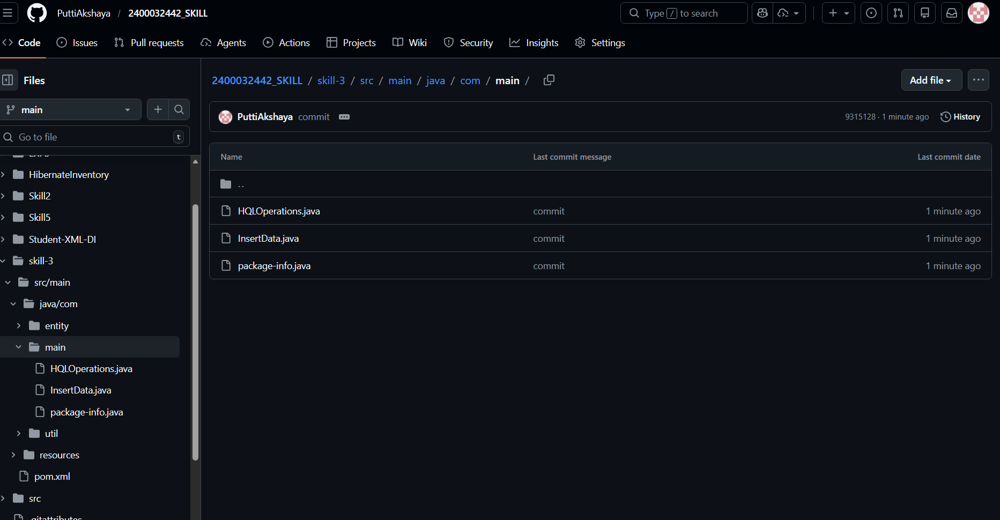 PuttiAkshaya / 2400032442_SKILL
Type / to search
Code
Issues
Pull requests
Agents
Actions
Projects
Wiki
Security
Insights
Settings
Files
main
Go to file
t
HibernateInventory
Skill2
Skill5
Student-XML-DI
skill-3
src/main
java/com
entity
main
HQLOperations.java
InsertData.java
package-info.java
util
resources
pom.xml
src
.gitattributes
2400032442_SKILL / skill-3 / src / main / java / com / main /
Add file
PuttiAkshaya commit
9315128 · 1 minute ago
History
Name Last commit message Last commit date
..
HQLOperations.java commit 1 minute ago
InsertData.java commit 1 minute ago
package-info.java commit 1 minute ago